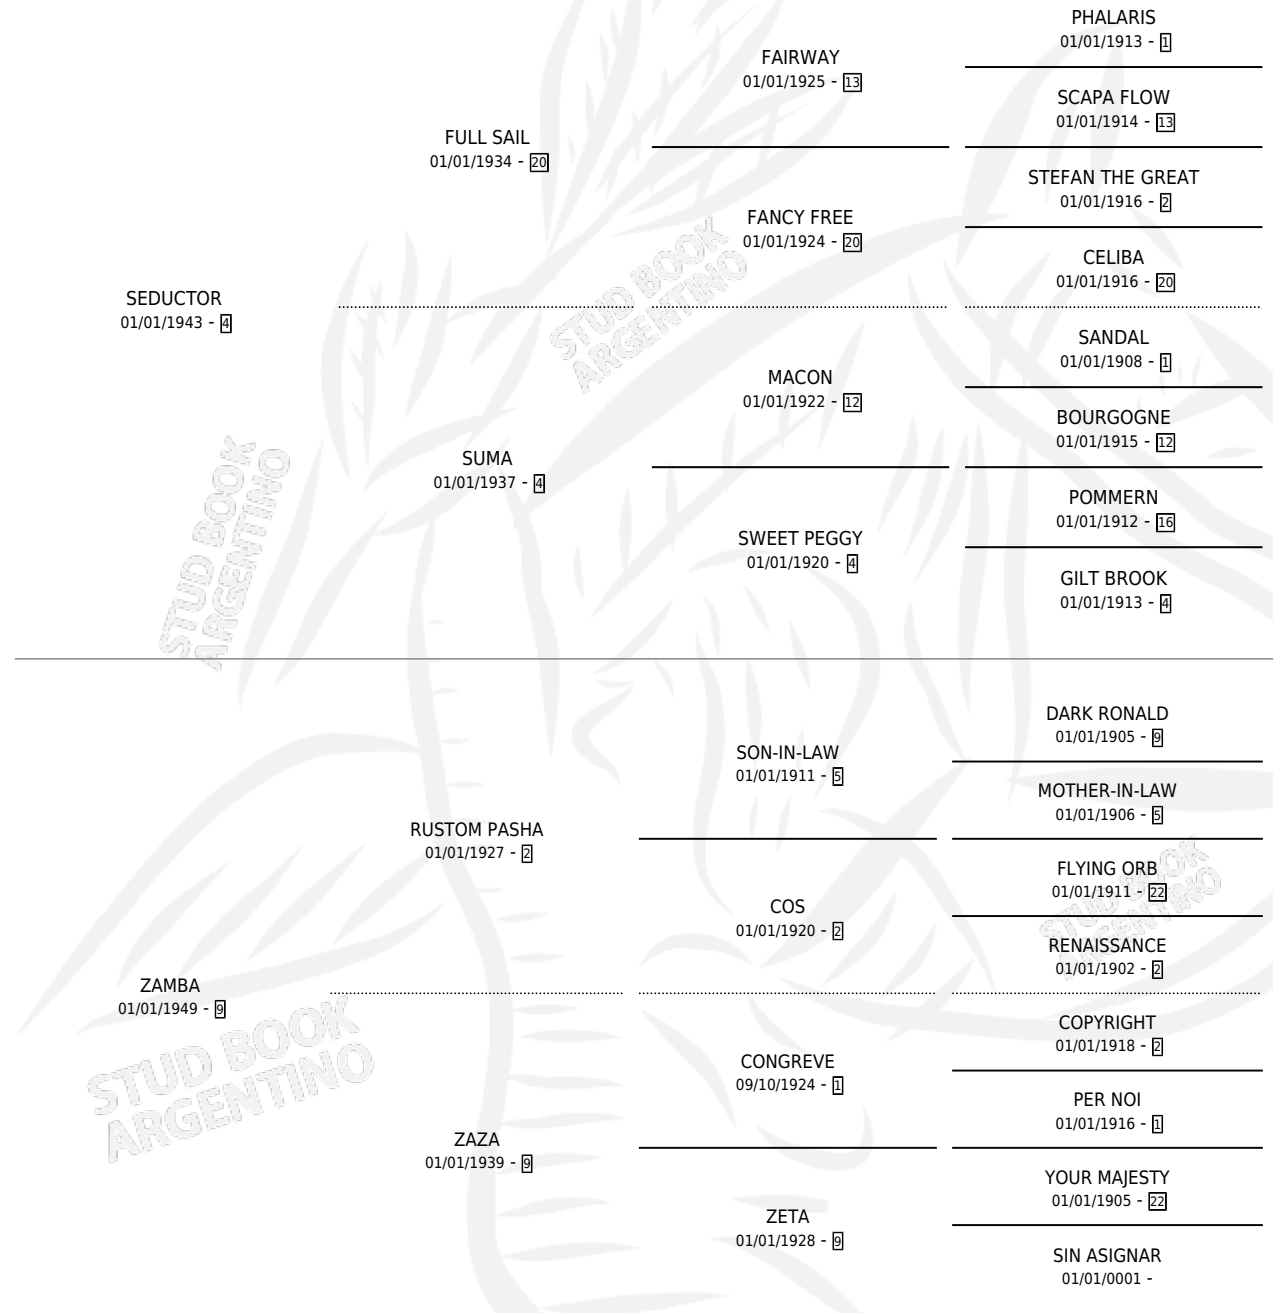 PHALARIS
01/01/1913 - 1
FAIRWAY
01/01/1925 - 13
SCAPA FLOW
01/01/1914 - 13
FULL SAIL
01/01/1934 - 20
STEFAN THE GREAT
01/01/1916 - 2
FANCY FREE
01/01/1924 - 20
CELIBA
01/01/1916 - 20
SEDUCTOR
01/01/1943 - 4
SANDAL
01/01/1908 - 1
MACON
01/01/1922 - 12
BOURGOGNE
01/01/1915 - 12
SUMA
01/01/1937 - 4
POMMERN
01/01/1912 - 16
SWEET PEGGY
01/01/1920 - 4
GILT BROOK
01/01/1913 - 4
DARK RONALD
01/01/1905 - 9
SON-IN-LAW
01/01/1911 - 5
MOTHER-IN-LAW
01/01/1906 - 5
RUSTOM PASHA
01/01/1927 - 2
FLYING ORB
01/01/1911 - 22
COS
01/01/1920 - 2
RENAISSANCE
01/01/1902 - 2
ZAMBA
01/01/1949 - 9
COPYRIGHT
01/01/1918 - 2
CONGREVE
09/10/1924 - 1
PER NOI
01/01/1916 - 1
ZAZA
01/01/1939 - 9
YOUR MAJESTY
01/01/1905 - 22
ZETA
01/01/1928 - 9
SIN ASIGNAR
01/01/0001 -
STUD BOOK
ARGENTINO
STUD BOOK
ARGENTINO
STUD BOOK
ARGENTINO
STUD BOOK
ARGENTINO